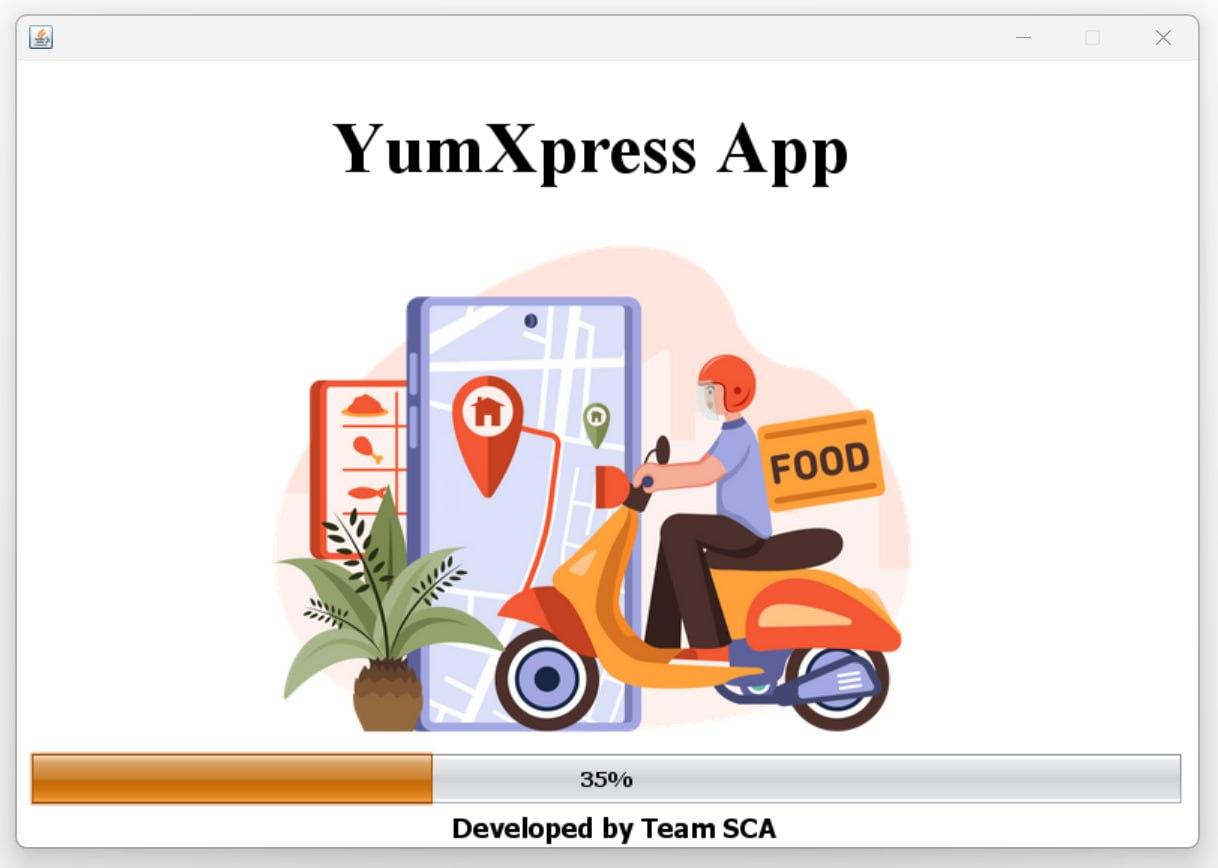 YumXpress App
FOOD
35%
Developed by Team SCA